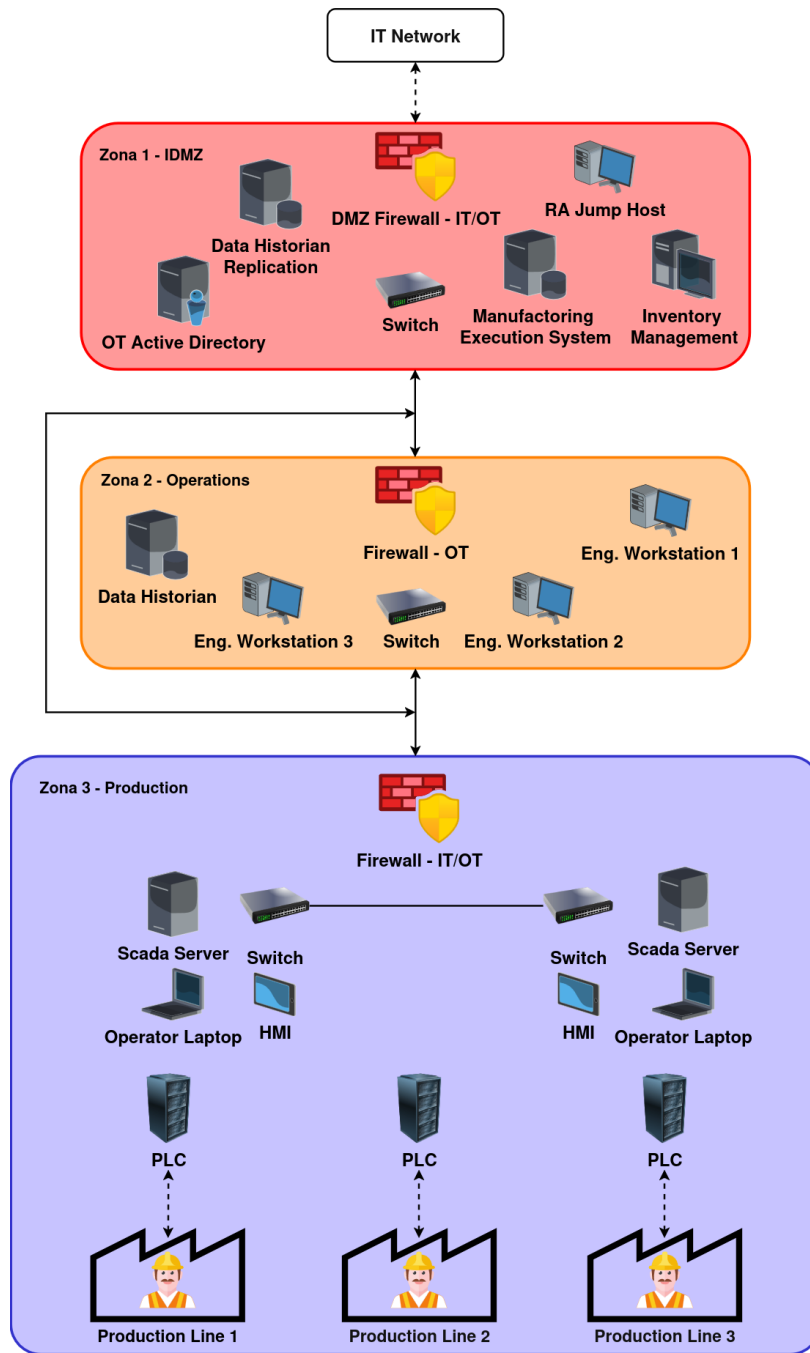 IT Network
Zona 1 - IDMZ
DMZ Firewall - IT/OT
RA Jump Host
Data Historian
Replication
OT Active Directory
Switch
Manufactoring
Execution System
Inventory
Management
Zona 2 - Operations
Firewall - OT
Eng. Workstation 1
Data Historian
Eng. Workstation 3
Switch
Eng. Workstation 2
Zona 3 - Production
Firewall - IT/OT
Scada Server
Switch
Switch
Scada Server
Operator Laptop
HMI
HMI
Operator Laptop
PLC
PLC
PLC
Production Line 1
Production Line 2
Production Line 3